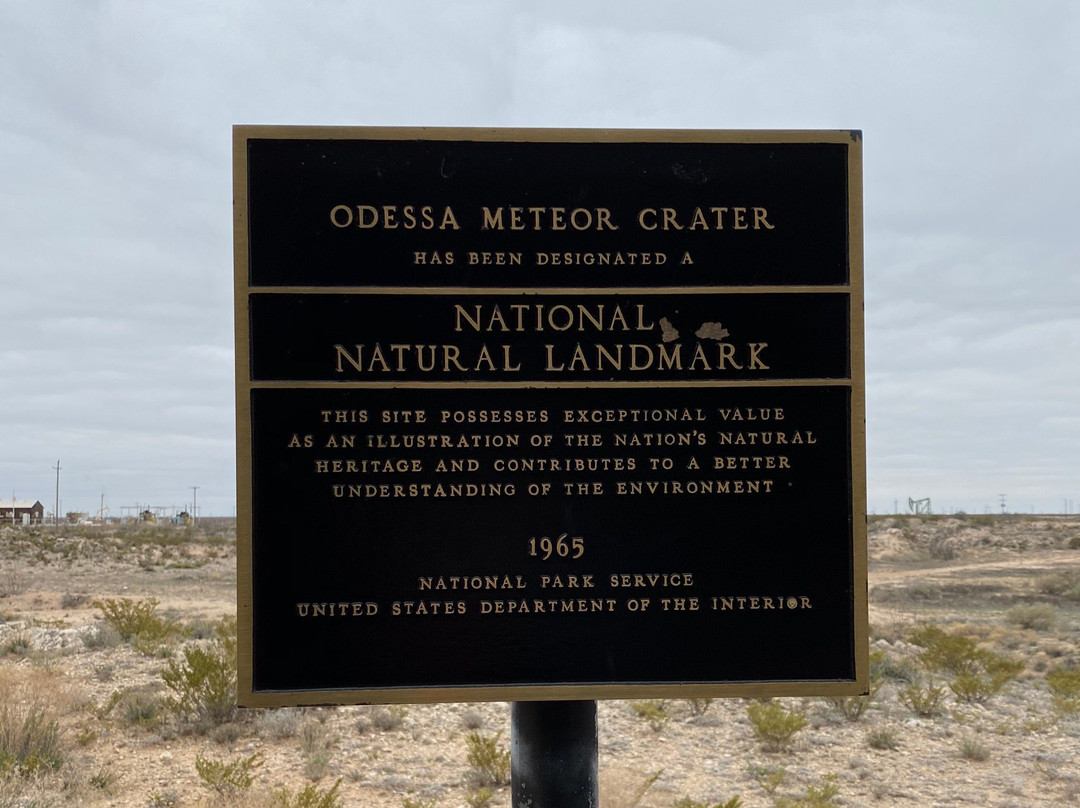 ODESSA METEOR CRATER
HAS BEEN DESIGNATED A
NATIONAL
NATURAL LANDMARK
THIS SITE POSSESSES EXCEPTIONAL VALUE
AS AN ILLUSTRATION OF THE NATION'S NATURAL
HERITAGE AND CONTRIBUTES TO A BETTER
UNDERSTANDING OF THE ENVIRONMENT
1965
NATIONAL PARK SERVICE
UNITED STATES DEPARTMENT OF THE INTERIOR